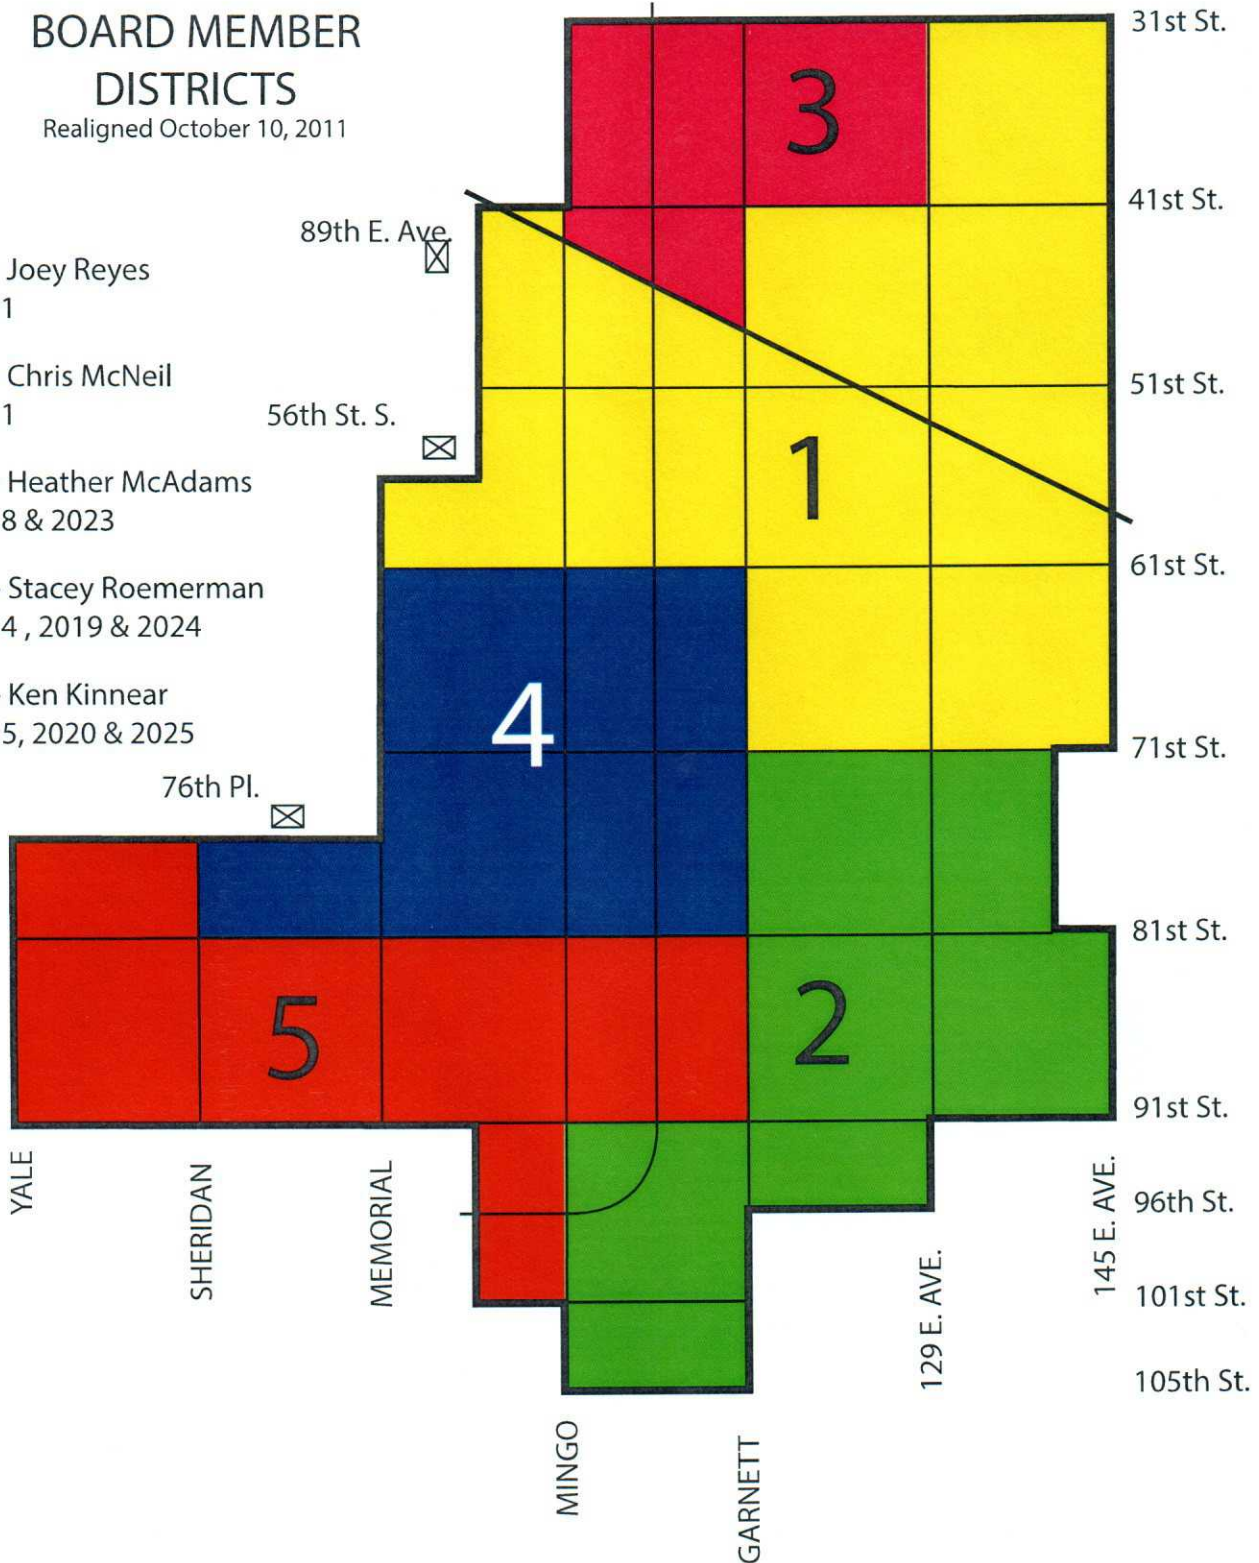 BOARD MEMBER
DISTRICTS
Realigned October 10, 2011
Joey Reyes
1
Chris McNeil
1
Heather McAdams
8 & 2023
Stacey Roemerman
4 , 2019 & 2024
Ken Kinnear
5, 2020 & 2025
89th E. Ave.
56th St. S.
76th Pl.
3
1
4
5
2
31st St.
41st St.
51st St.
61st St.
71st St.
81st St.
91st St.
96th St.
101st St.
105th St.
YALE
SHERIDAN
MEMORIAL
MINGO
GARNETT
129 E. AVE.
145 E. AVE.